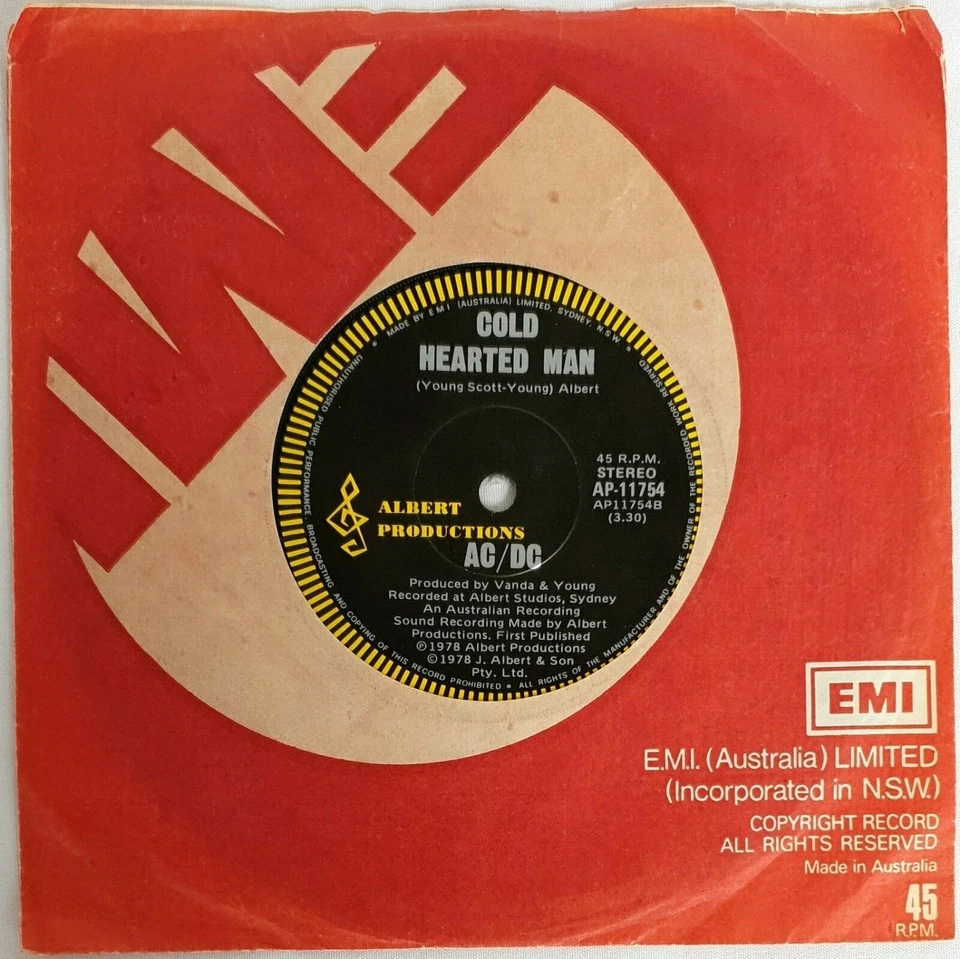 EMI
MADE BY EMI (AUSTRALIA) LIMITED, SYDNEY, N.S.W.
COLD
HEARTED MAN
(Young Scott-Young) Albert
45 R.P.M.
STEREO
AP-11754
AP11754B
(3.30)
ALBERT
PRODUCTIONS
AC/DC
Produced by Vanda & Young
Recorded at Albert Studios, Sydney
An Australian Recording
Sound Recording Made by Albert
Productions. First Published
℗1978 Albert Productions
©1978 J. Albert & Son
Pty. Ltd.
UNAUTHORISED PUBLIC PERFORMANCE, BROADCASTING AND COPYING OF THIS RECORD PROHIBITED • ALL RIGHTS OF THE MANUFACTURER AND OF THE OWNER OF THE RECORDED WORK RESERVED
EMI
E.M.I. (Australia) LIMITED
(Incorporated in N.S.W.)
COPYRIGHT RECORD
ALL RIGHTS RESERVED
Made in Australia
45
R.P.M.